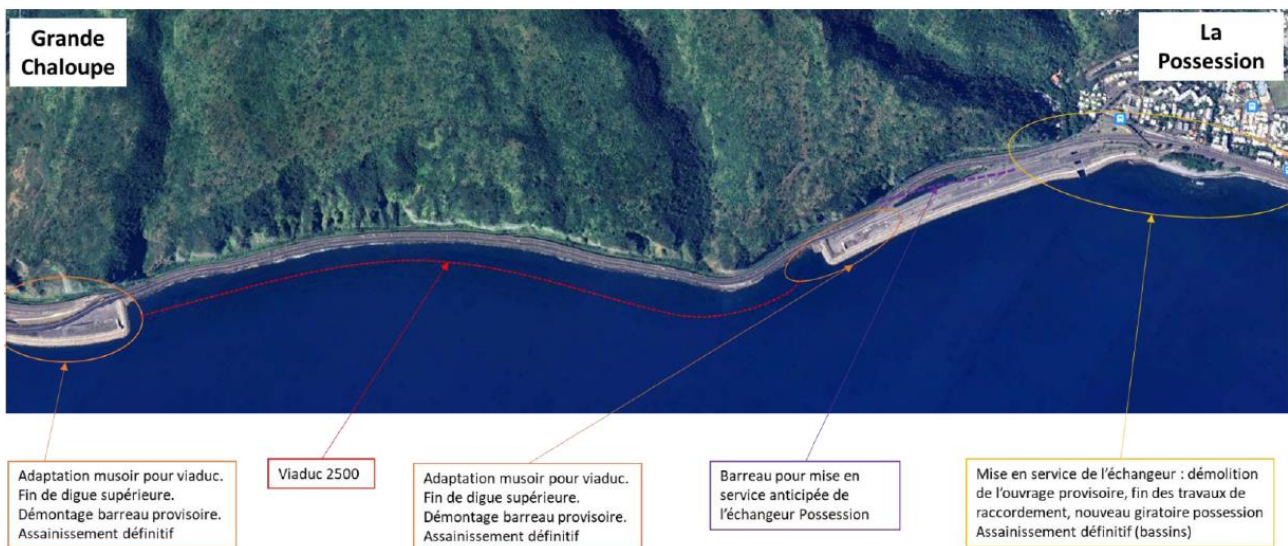 Grande
Chaloupe
La
Possession
Adaptation musoir pour viaduc.
Fin de digue supérieure.
Démontage barreau provisoire.
Assainissement définitif
Viaduc 2500
Adaptation musoir pour viaduc.
Fin de digue supérieure.
Démontage barreau provisoire.
Assainissement définitif
Barreau pour mise en
service anticipée de
l'échangeur Possession
Mise en service de l'échangeur : démolition
de l'ouvrage provisoire, fin des travaux de
raccordement, nouveau giratoire possession
Assainissement définitif (bassins)